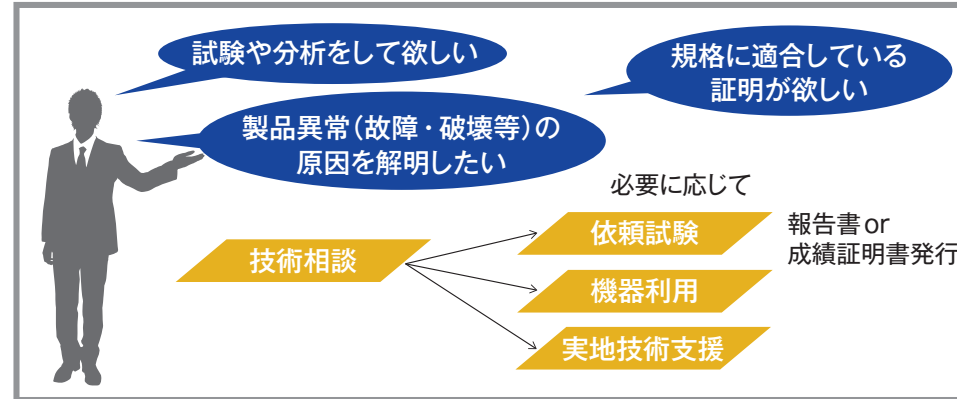 試験や分析をして欲しい
規格に適合している
証明が欲しい
製品異常（故障・破壊等）の
原因を解明したい
必要に応じて
依頼試験
報告書or
成績証明書発行
技術相談
機器利用
実地技術支援